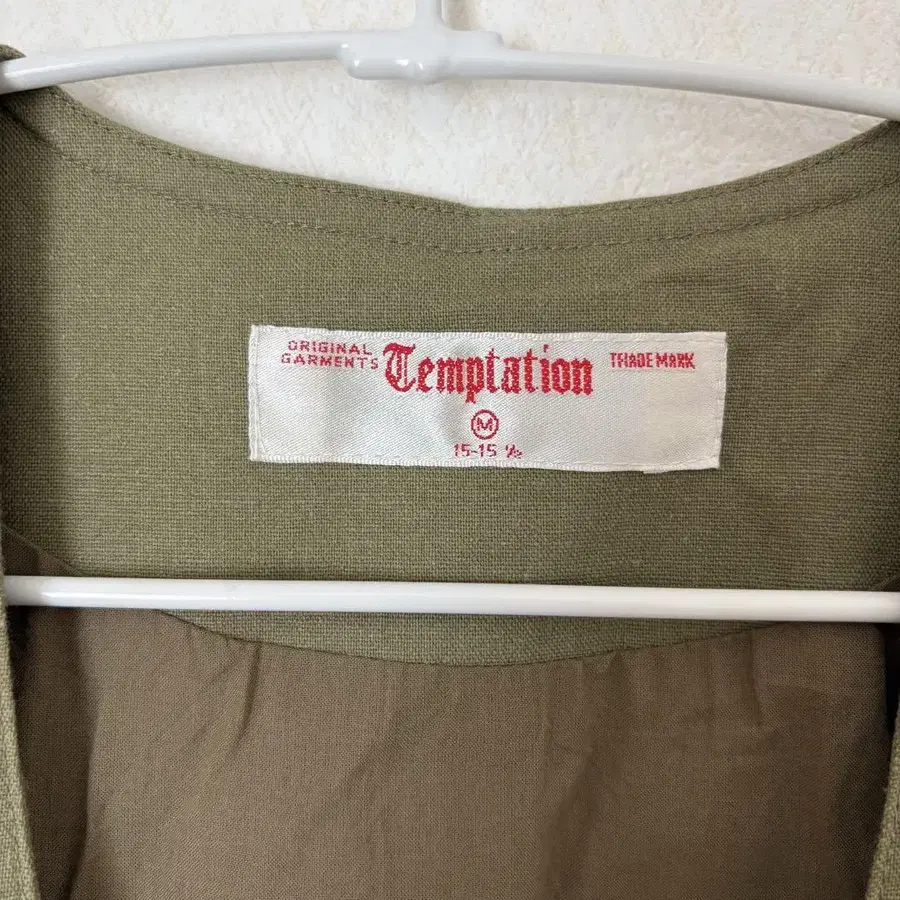 ORIGINAL GARMENTS
Temptation
TRADE MARK
M
15-15 ½